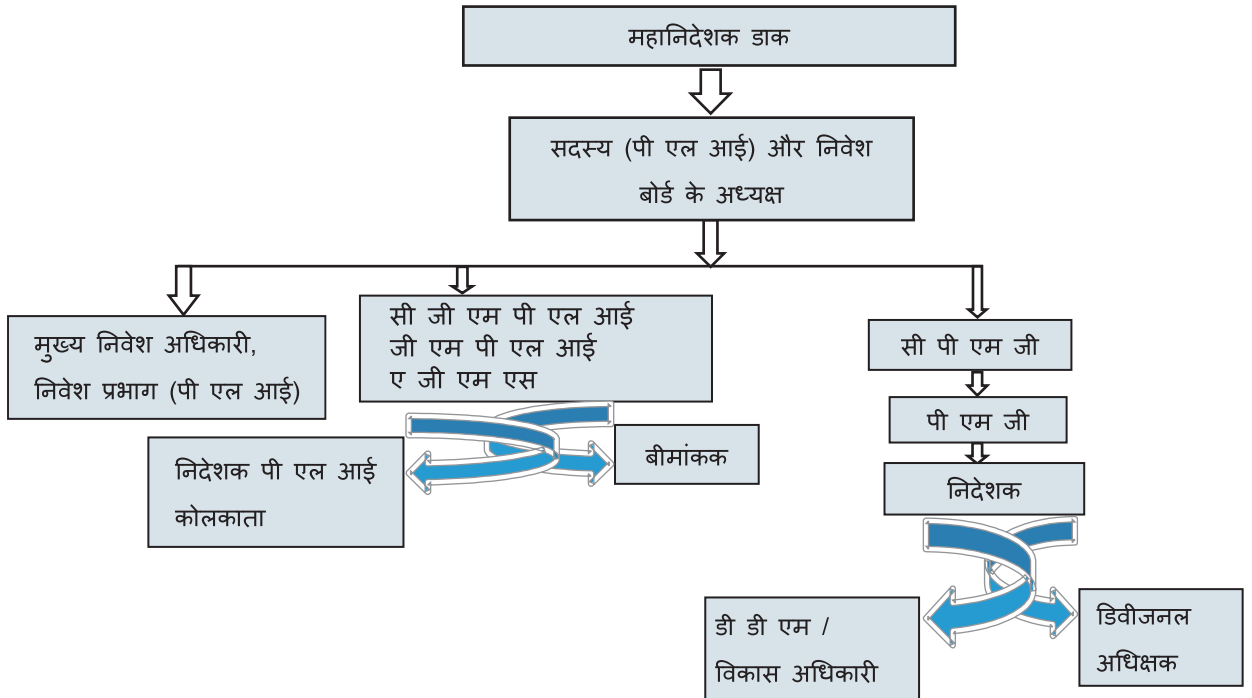 महानिदेशक डाक
सदस्य (पी एल आई) और निवेश
बोर्ड के अध्यक्ष
मुख्य निवेश अधिकारी,
निवेश प्रभाग (पी एल आई)
सी जी एम पी एल आई
जी एम पी एल आई
ए जी एम एस
सी पी एम जी
पी एम जी
निदेशक पी एल आई
कोलकाता
बीमांकक
निदेशक
डी डी एम /
विकास अधिकारी
डिवीजनल
अधिक्षक